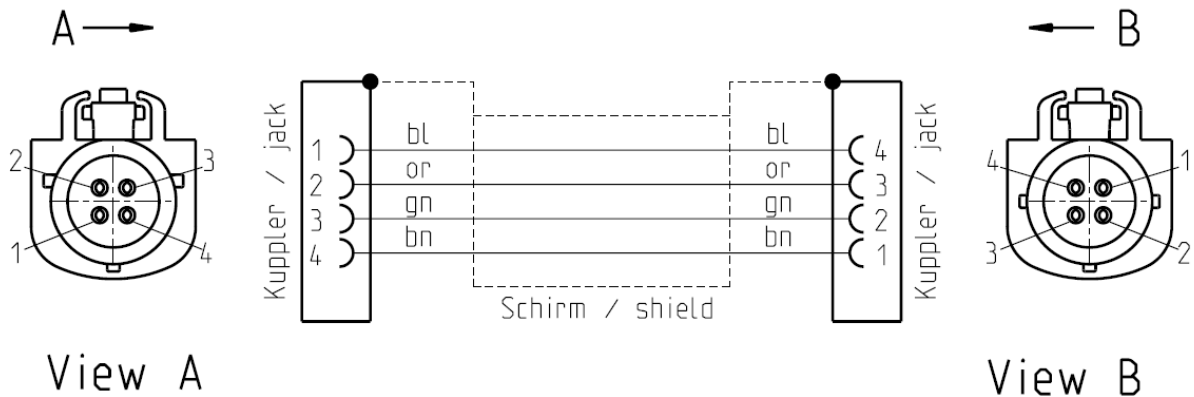 A B
2 3
1 4
Kuppler / jack
1 bl bl 4
2 or or 3
3 gn gn 2
4 bn bn 1
Kuppler / jack
Schirm / shield
4 1
3 2
View A View B